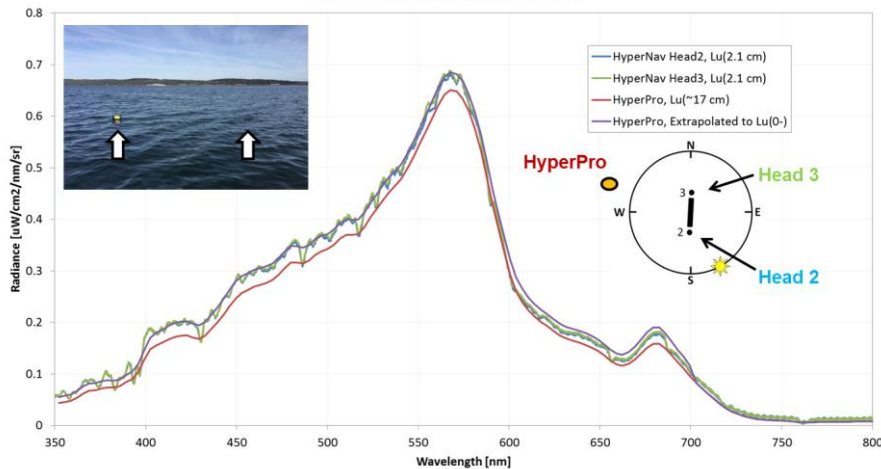 0.8
0.7
0.6
0.5
0.4
0.3
0.2
0.1
0
Radiance [uW/cm2/nm/sr]
350
400
450
500
550
600
650
700
750
800
Wavelength [nm]
HyperNav Head2, Lu(2.1 cm)
HyperNav Head3, Lu(2.1 cm)
HyperPro, Lu(~17 cm)
HyperPro, Extrapolated to Lu(0-)
HyperPro
N
3
Head 3
W
E
2
S
Head 2